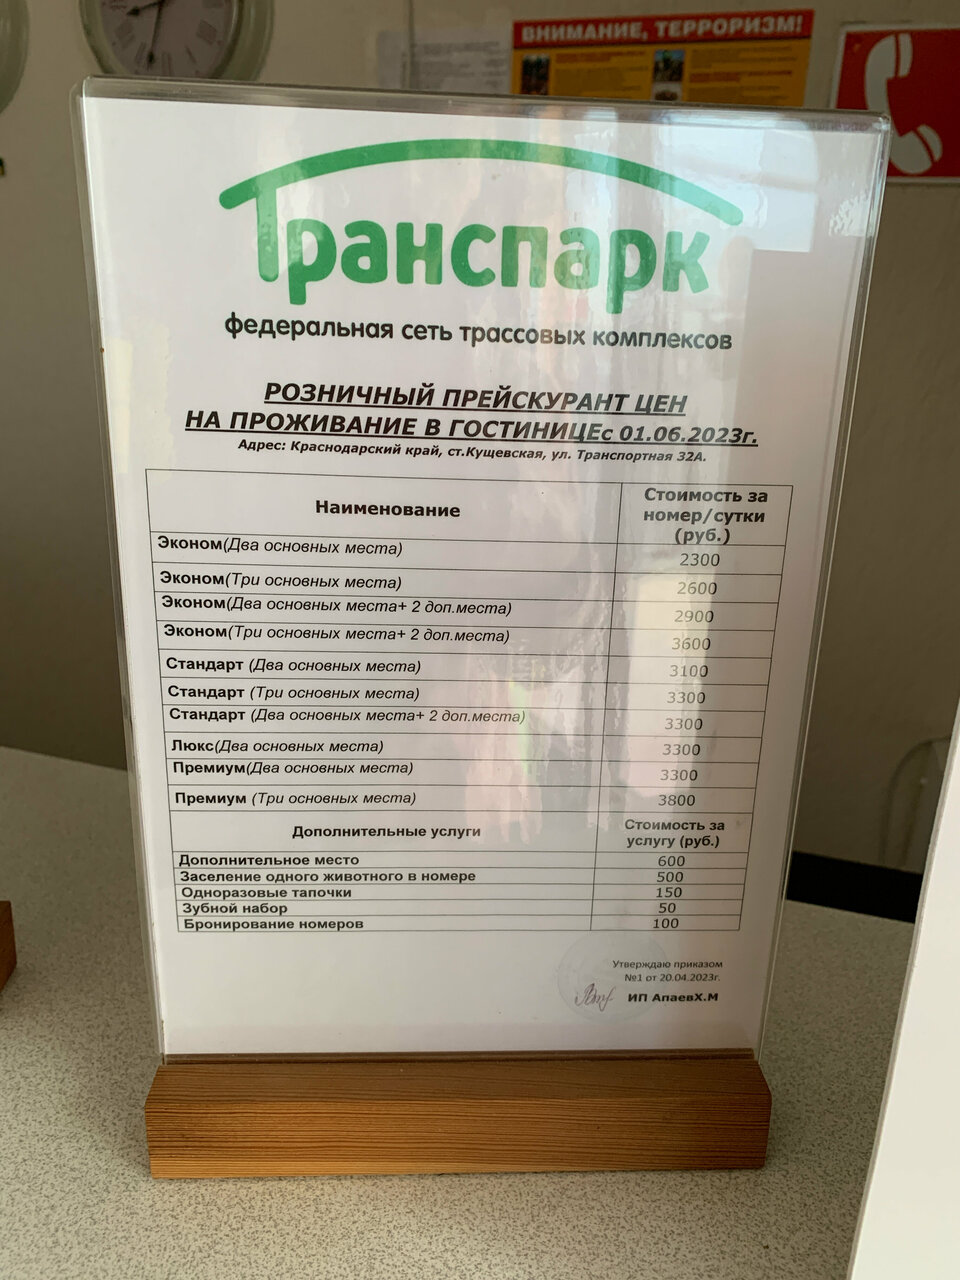 ВНИМАНИЕ, ТЕРРОРИЗМ!
Транспарк
федеральная сеть трассовых комплексов
РОЗНИЧНЫЙ ПРЕЙСКУРАНТ ЦЕН
НА ПРОЖИВАНИЕ В ГОСТИНИЦЕс 01.06.2023г.
Адрес: Краснодарский край, ст.Кущевская, ул. Транспортная 32А.
Наименование Стоимость за номер/сутки (руб.)
Эконом(Два основных места) 2300
Эконом(Три основных места) 2600
Эконом(Два основных места+ 2 доп.места) 2900
Эконом(Три основных места+ 2 доп.места) 3600
Стандарт (Два основных места) 3100
Стандарт (Три основных места) 3300
Стандарт (Два основных места+ 2 доп.места) 3300
Люкс(Два основных места) 3300
Премиум(Два основных места) 3300
Премиум (Три основных места) 3800
Дополнительные услуги Стоимость за услугу (руб.)
Дополнительное место 600
Заселение одного животного в номере 500
Одноразовые тапочки 150
Зубной набор 50
Бронирование номеров 100
Утверждаю приказом
№1 от 20.04.2023г.
ИП АпаевХ.М